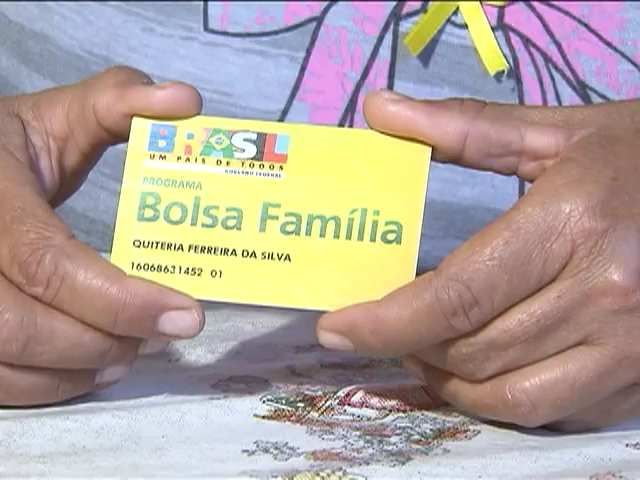 BRASIL
UM PAÍS DE TODOS
GOVERNO FEDERAL
PROGRAMA
Bolsa Família
QUITERIA FERREIRA DA SILVA
16068631452 01